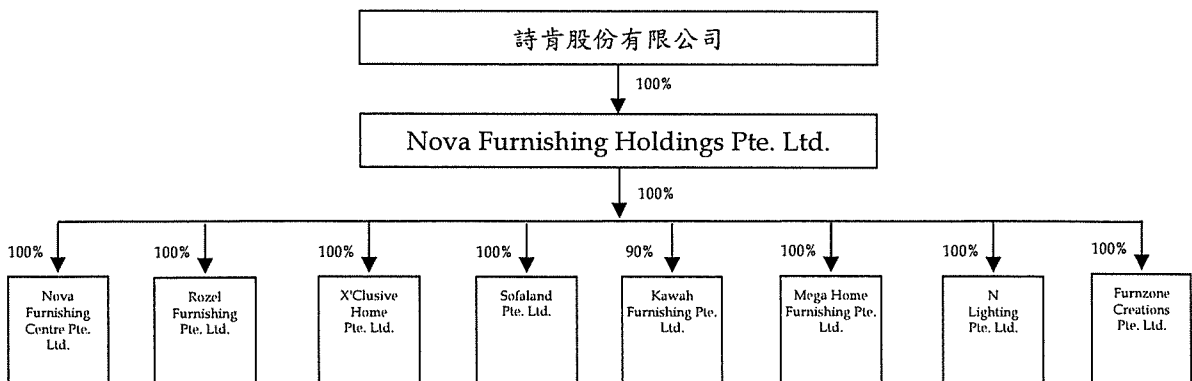 詩肯股份有限公司
100%
Nova Furnishing Holdings Pte. Ltd.
100%
100%
100%
100%
100%
90%
100%
100%
100%
Nova
Furnishing
Centre Pte.
Ltd.
Rozel
Furnishing
Pte. Ltd.
X'Clusive
Home
Pte. Ltd.
Sofaland
Pte. Ltd.
Kawah
Furnishing Pte.
Ltd.
Mega Home
Furnishing Pte.
Ltd.
N
Lighting
Pte. Ltd.
Furnzone
Creations
Pte. Ltd.